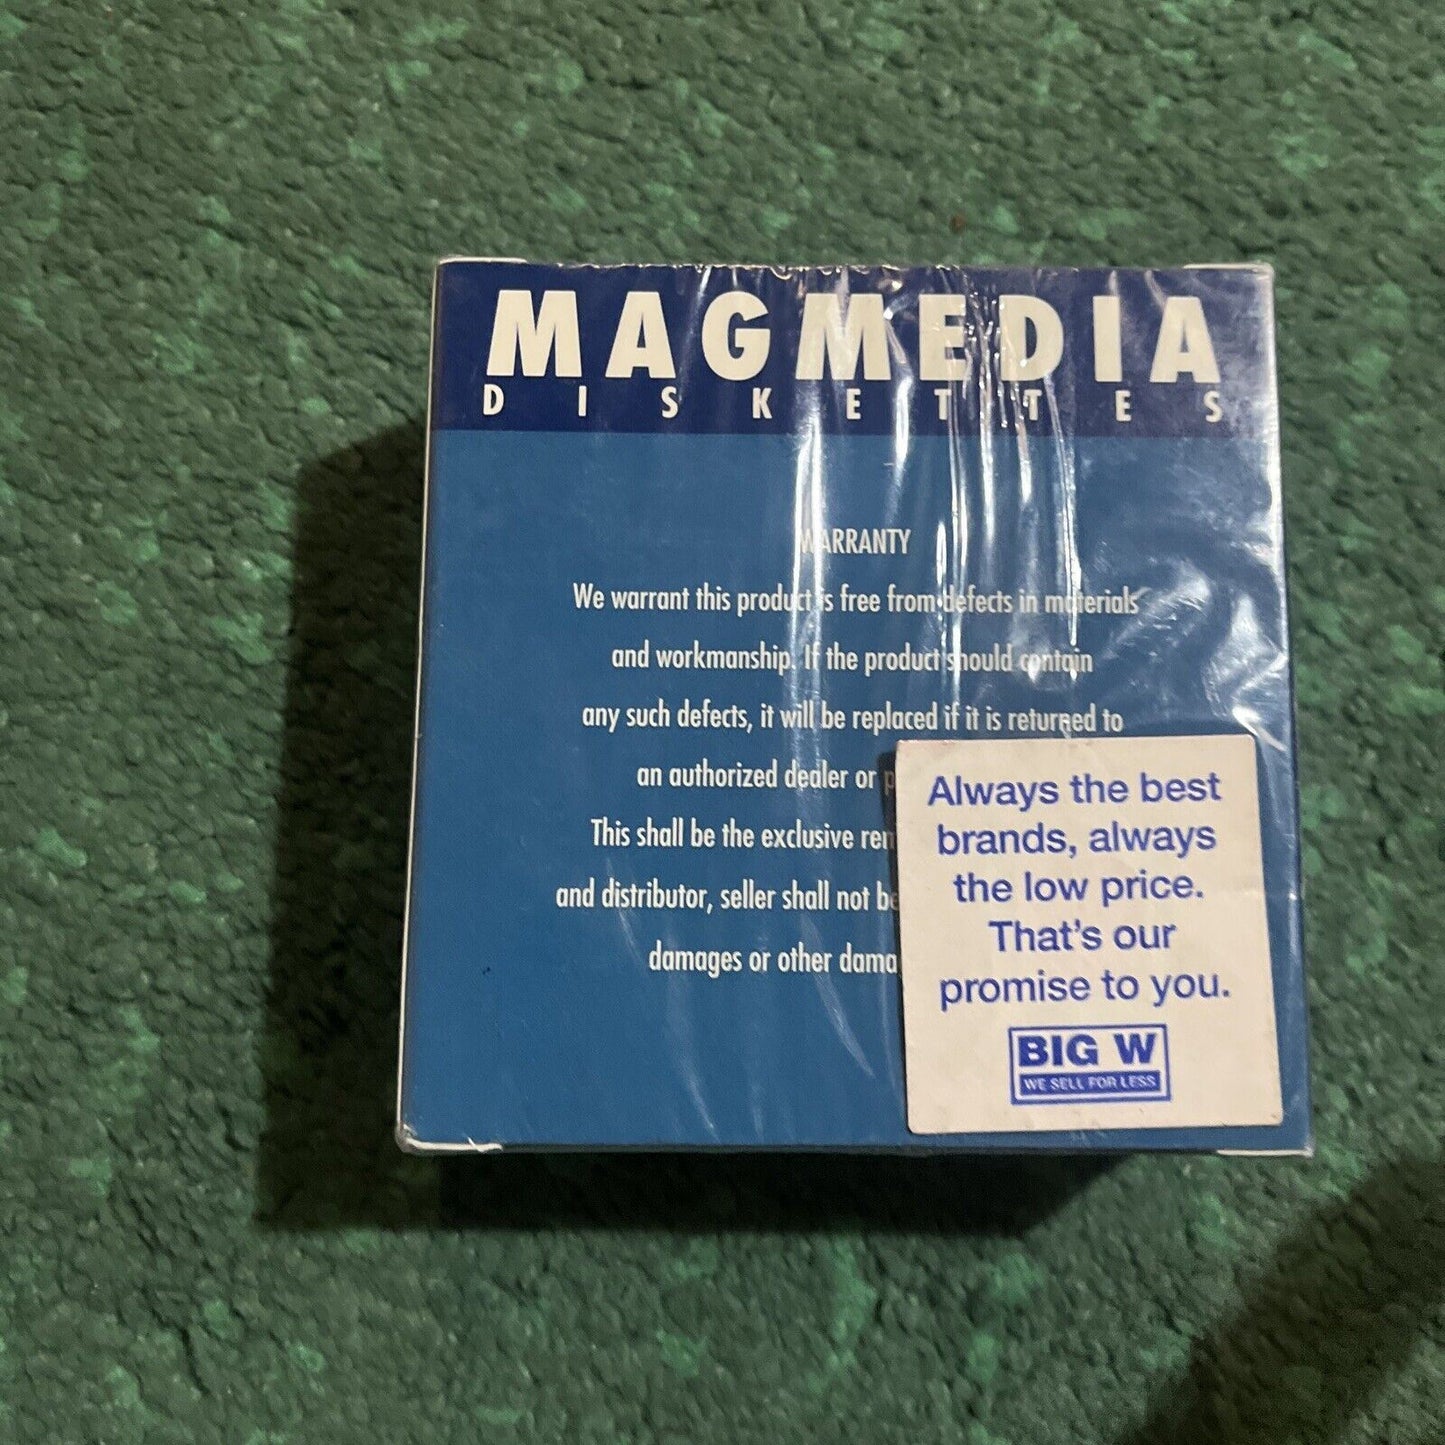 MAGMEDIA
DISKETTES
WARRANTY
We warrant this product is free from defects in materials
and workmanship. If the product should contain
any such defects, it will be replaced if it is returned to
an authorized dealer or
This shall be the exclusive
and distributor, seller shall not
damages or other
Always the best
brands, always
the low price.
That's our
promise to you.
BIG W
WE SELL FOR LESS